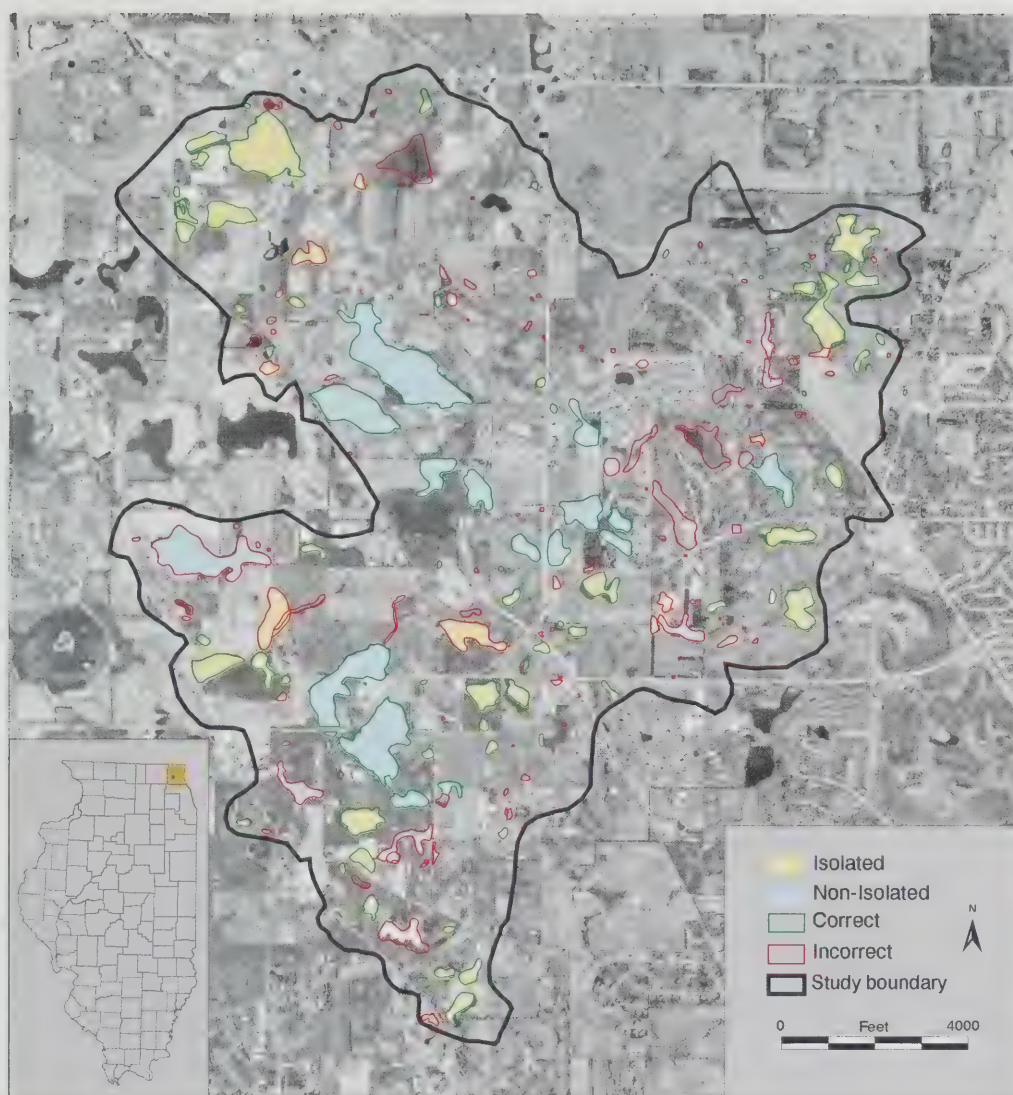 Isolated
Non-Isolated
Correct
Incorrect
Study boundary
N
0 Feet 4000